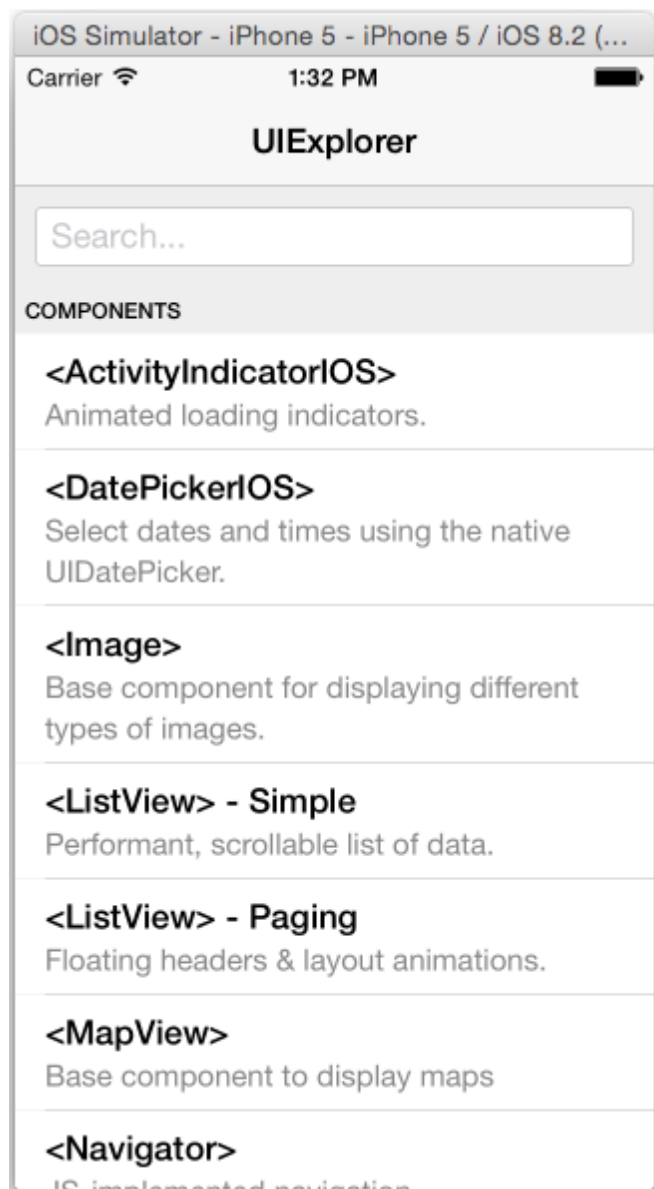 iOS Simulator - iPhone 5 - iPhone 5 / iOS 8.2 (...
Carrier 1:32 PM
UIExplorer
Search...
COMPONENTS
<ActivityIndicatorIOS>
Animated loading indicators.
<DatePickerIOS>
Select dates and times using the native
UIDatePicker.
<Image>
Base component for displaying different
types of images.
<ListView> - Simple
Performant, scrollable list of data.
<ListView> - Paging
Floating headers & layout animations.
<MapView>
Base component to display maps
<Navigator>
JS-implemented navigation